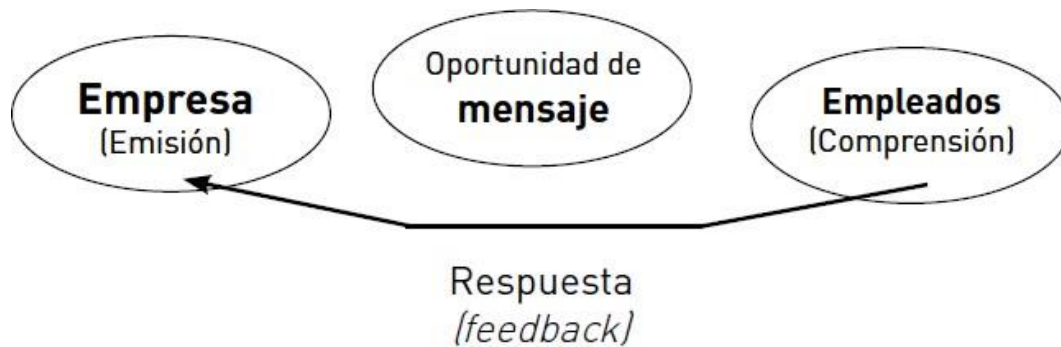 Empresa
(Emisión)
Oportunidad de
mensaje
Empleados
(Comprensión)
Respuesta
(feedback)